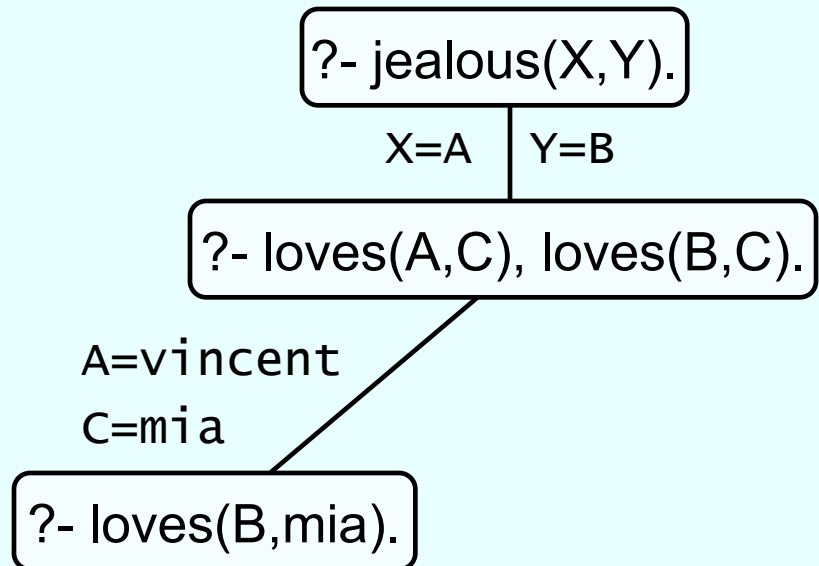 ?- jealous(X,Y).
X=A Y=B
?- loves(A,C), loves(B,C).
A=vincent
C=mia
?- loves(B,mia).